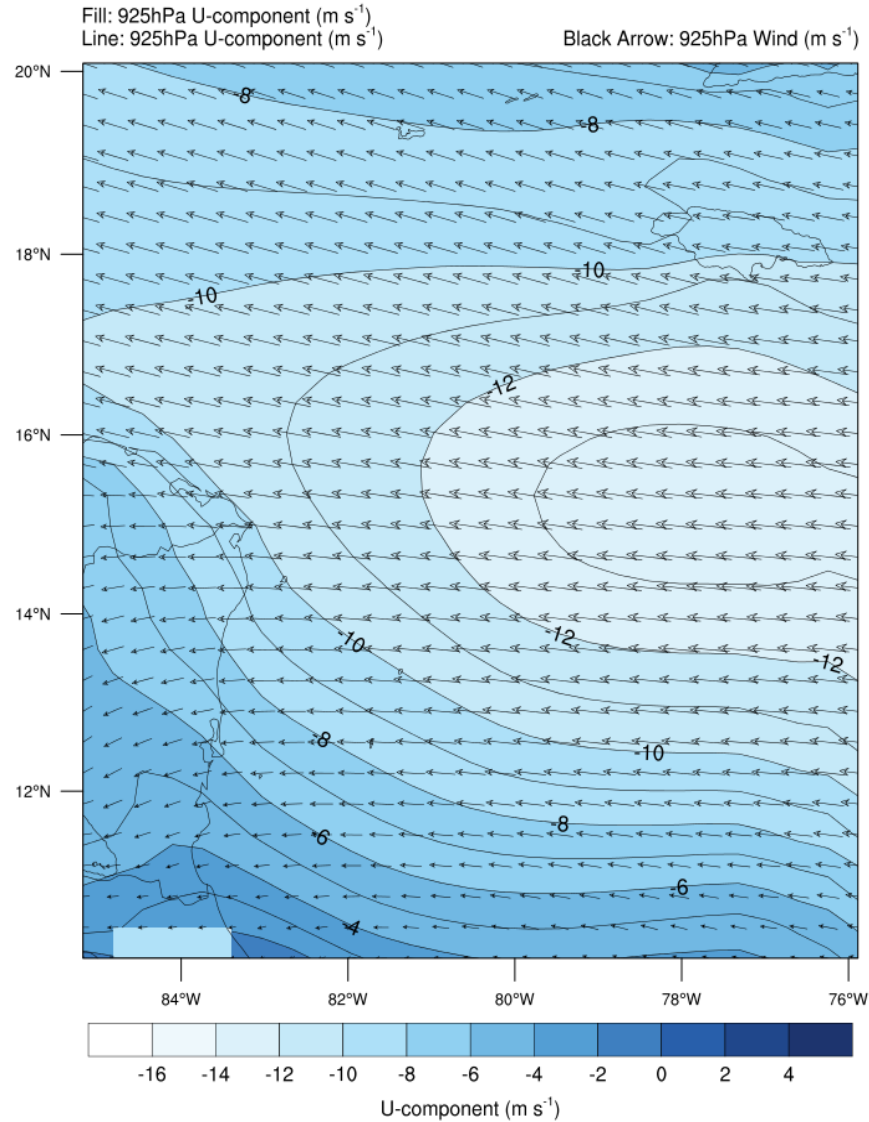 Fill: 925hPa U-component (m s⁻¹)
Line: 925hPa U-component (m s⁻¹)
Black Arrow: 925hPa Wind (m s⁻¹)
20°N
-8
-8
18°N
-10
-10
-12
16°N
14°N
-10
-12
-12
-8
-10
12°N
-6
-8
-6
-4
84°W
82°W
80°W
78°W
76°W
-16 -14 -12 -10 -8 -6 -4 -2 0 2 4
U-component (m s⁻¹)